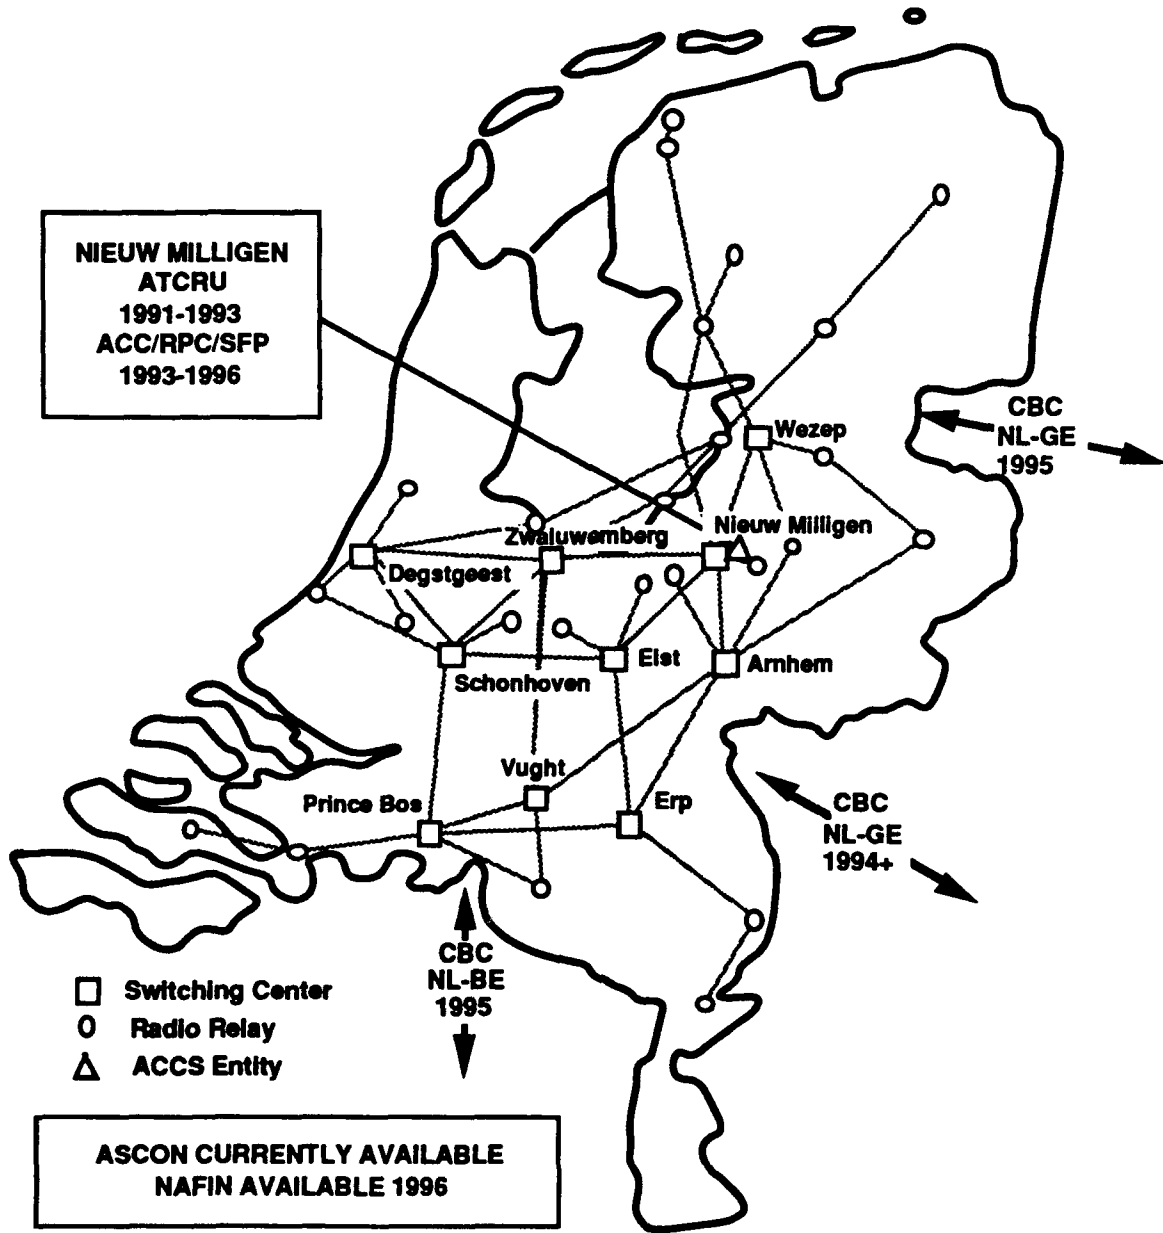 NIEUW MILLIGEN
ATCRU
1991-1993
ACC/RPC/SFP
1993-1996
CBC
NL-GE
1995
Wezep
Nieuw Milligen
Zwaluwemberg
Degstgeest
Elst
Arnhem
Schonhoven
Vught
Prince Bos
Erp
CBC
NL-GE
1994+
CBC
NL-BE
1995
Switching Center
Radio Relay
ACCS Entity
ASCON CURRENTLY AVAILABLE
NAFIN AVAILABLE 1996